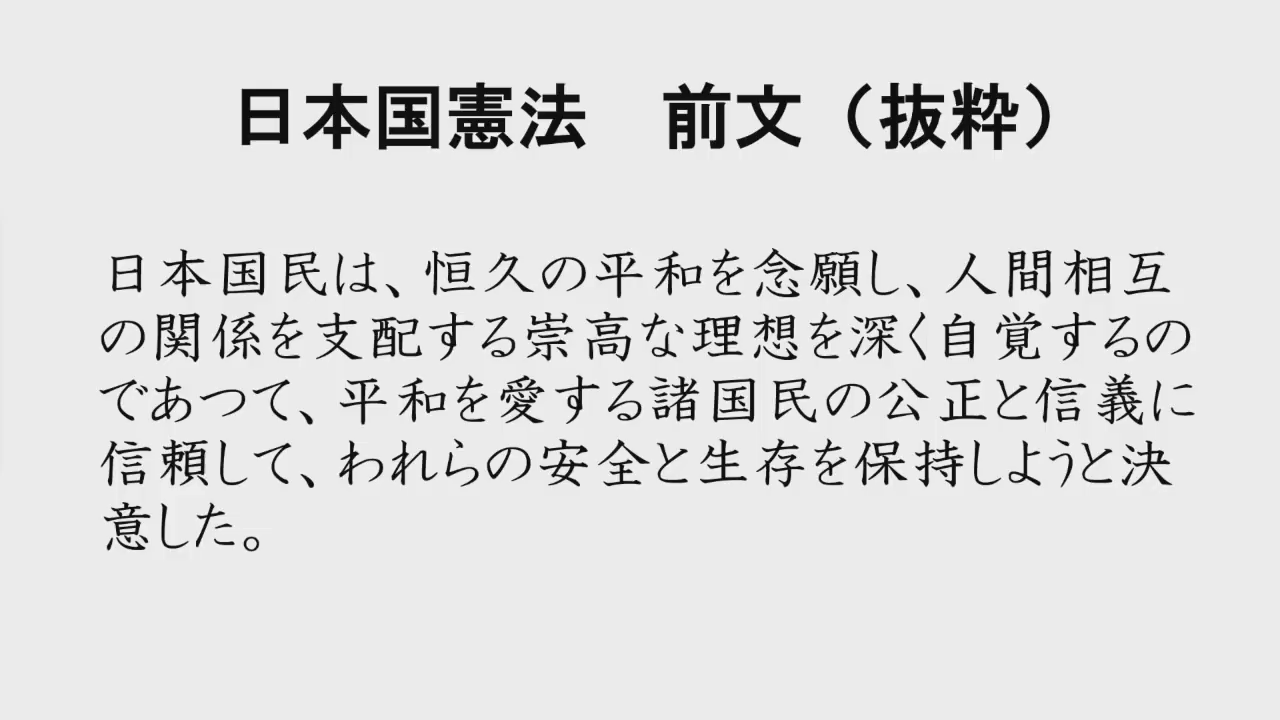 日本国憲法　前文（抜粋）
日本国民は、恒久の平和を念願し、人間相互
の関係を支配する崇高な理想を深く自覚するの
であつて、平和を愛する諸国民の公正と信義に
信頼して、われらの安全と生存を保持しようと決
意した。